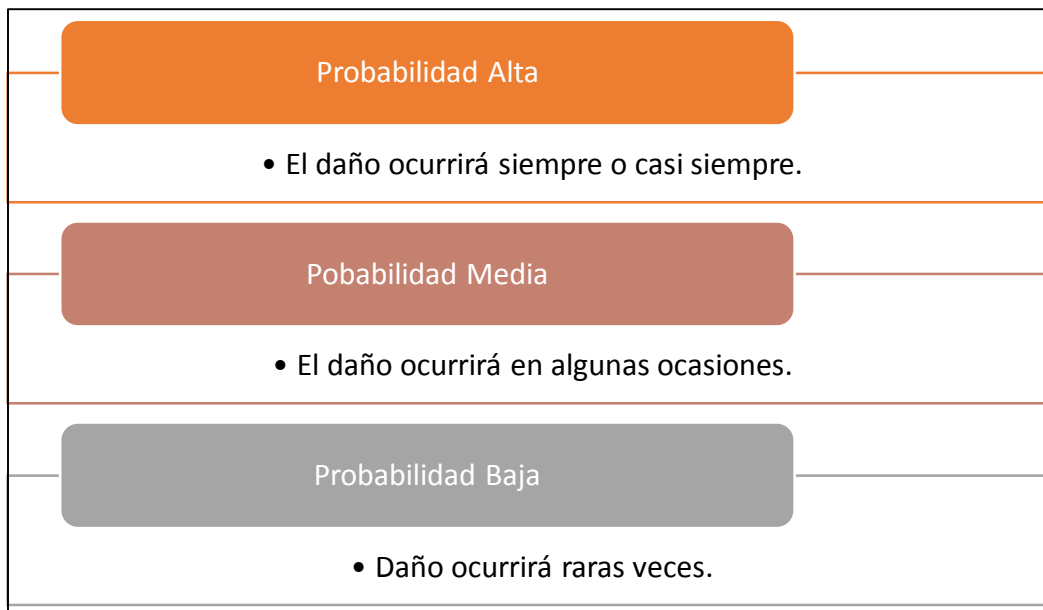 Probabilidad Alta
• El daño ocurrirá siempre o casi siempre.
Pobabilidad Media
• El daño ocurrirá en algunas ocasiones.
Probabilidad Baja
• Daño ocurrirá raras veces.